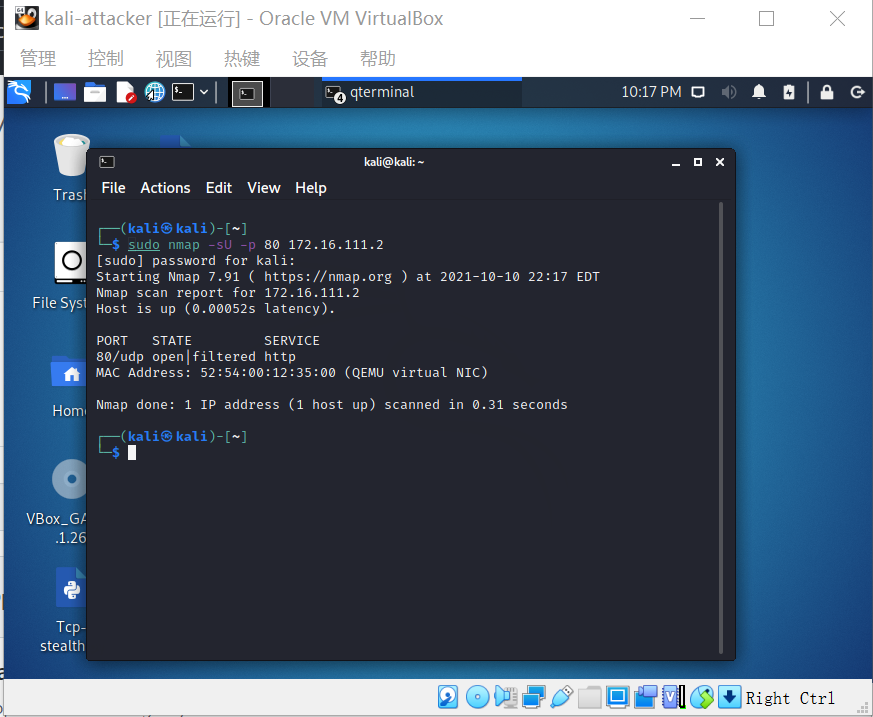 kali-attacker [正在运行] - Oracle VM VirtualBox
管理 控制 视图 热键 设备 帮助
4 qterminal 10:17 PM
kali@kali: ~
File Actions Edit View Help
Trash
File Syst
Home
VBox_GA
.1.26
Tcp-
stealth
┌──(kali㉿kali)-[~]
└─$ sudo nmap -sU -p 80 172.16.111.2
[sudo] password for kali:
Starting Nmap 7.91 ( https://nmap.org ) at 2021-10-10 22:17 EDT
Nmap scan report for 172.16.111.2
Host is up (0.00052s latency).
PORT   STATE         SERVICE
80/udp open|filtered http
MAC Address: 52:54:00:12:35:00 (QEMU virtual NIC)
Nmap done: 1 IP address (1 host up) scanned in 0.31 seconds
┌──(kali㉿kali)-[~]
└─$
Right Ctrl